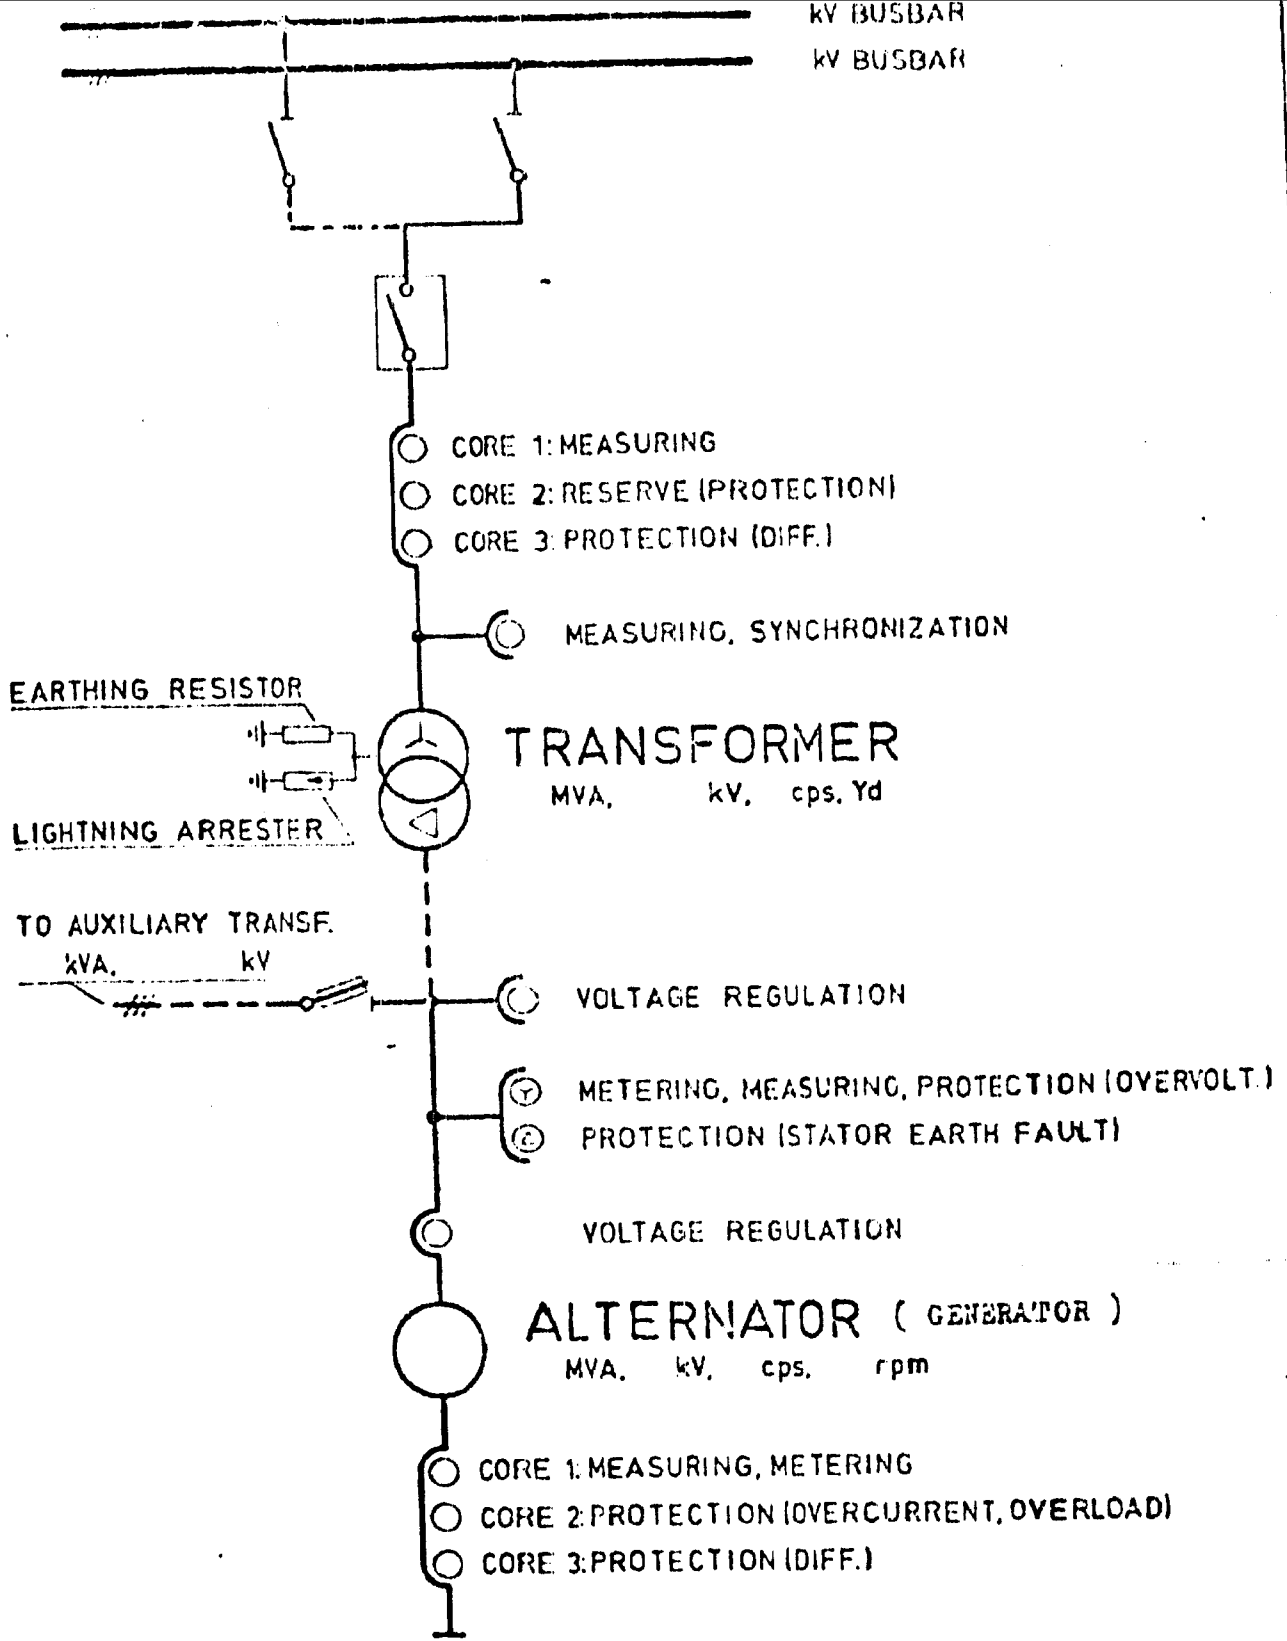 kV BUSBAR
kV BUSBAR
CORE 1: MEASURING
CORE 2: RESERVE (PROTECTION)
CORE 3: PROTECTION (DIFF.)
MEASURING, SYNCHRONIZATION
EARTHING RESISTOR
TRANSFORMER
MVA, kV, cps, Yd
LIGHTNING ARRESTER
TO AUXILIARY TRANSF.
kVA, kV
VOLTAGE REGULATION
Y METERING, MEASURING, PROTECTION (OVERVOLT.)
PROTECTION (STATOR EARTH FAULT)
VOLTAGE REGULATION
ALTERNATOR ( GENERATOR )
MVA, kV, cps, rpm
CORE 1: MEASURING, METERING
CORE 2: PROTECTION (OVERCURRENT, OVERLOAD)
CORE 3: PROTECTION (DIFF.)